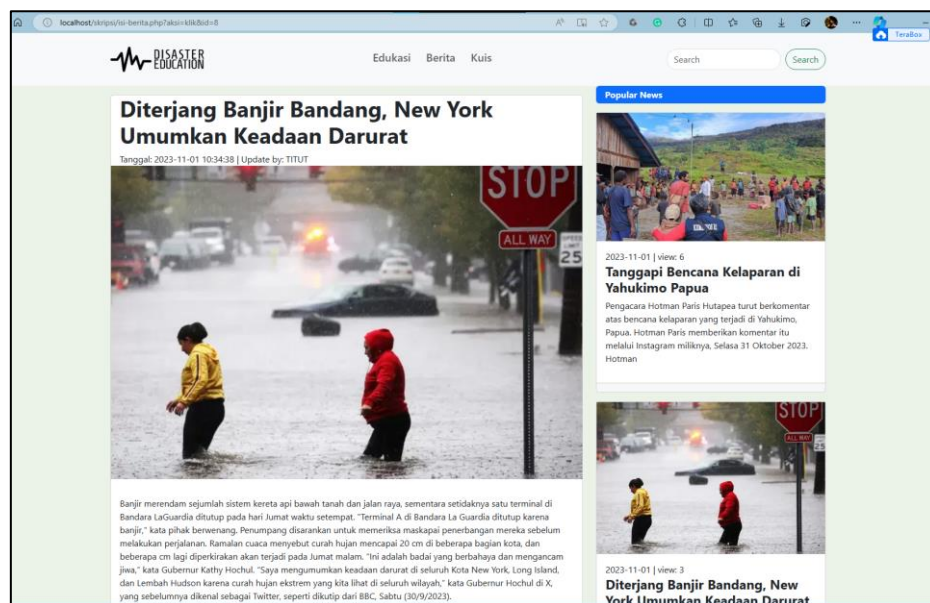 localhost/skripsi/isi-berita.php?aksi=klik&id=8
TeraBox
DISASTER
EDUCATION
Edukasi Berita Kuis
Search
Search
Diterjang Banjir Bandang, New York
Umumkan Keadaan Darurat
Tanggal: 2023-11-01 10:34:38 | Update by: TITUT
STOP
ALL WAY
SPEED
LIMIT
25
Banjir merendam sejumlah sistem kereta api bawah tanah dan jalan raya, sementara setidaknya satu terminal di
Bandara LaGuardia ditutup pada hari Jumat waktu setempat. "Terminal A di Bandara La Guardia ditutup karena
banjir," kata pihak berwenang. Penumpang disarankan untuk memeriksa maskapai penerbangan mereka sebelum
melakukan perjalanan. Ramalan cuaca menyebut curah hujan mencapai 20 cm di beberapa bagian kota, dan
beberapa cm lagi diperkirakan akan terjadi pada Jumat malam. "Ini adalah badai yang berbahaya dan mengancam
jiwa," kata Gubernur Kathy Hochul. "Saya mengumumkan keadaan darurat di seluruh Kota New York, Long Island,
dan Lembah Hudson karena curah hujan ekstrem yang kita lihat di seluruh wilayah," kata Gubernur Hochul di X,
yang sebelumnya dikenal sebagai Twitter, seperti dikutip dari BBC, Sabtu (30/9/2023).
Popular News
2023-11-01 | view: 6
Tanggapi Bencana Kelaparan di
Yahukimo Papua
Pengacara Hotman Paris Hutapea turut berkomentar
atas bencana kelaparan yang terjadi di Yahukimo,
Papua. Hotman Paris memberikan komentar itu
melalui Instagram miliknya, Selasa 31 Oktober 2023.
Hotman
STOP
ALL WAY
25
2023-11-01 | view: 3
Diterjang Banjir Bandang, New
York Umumkan Keadaan Darurat